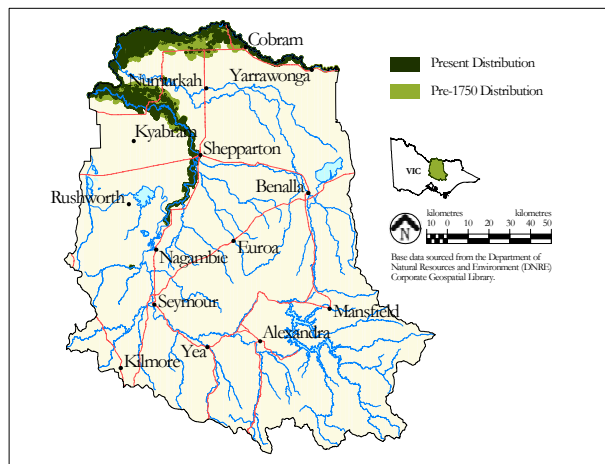 Cobram
Numurkah
Yarrawonga
Kyabram
Shepparton
Rushworth
Benalla
Nagambie
Euroa
Seymour
Mansfield
Alexandra
Yea
Kilmore
Present Distribution
Pre-1750 Distribution
VIC
N
kilometres kilometres
10 0 10 20 30 40 50
Base data sourced from the Department of
Natural Resources and Environment (DNRE)
Corporate Geospatial Library.